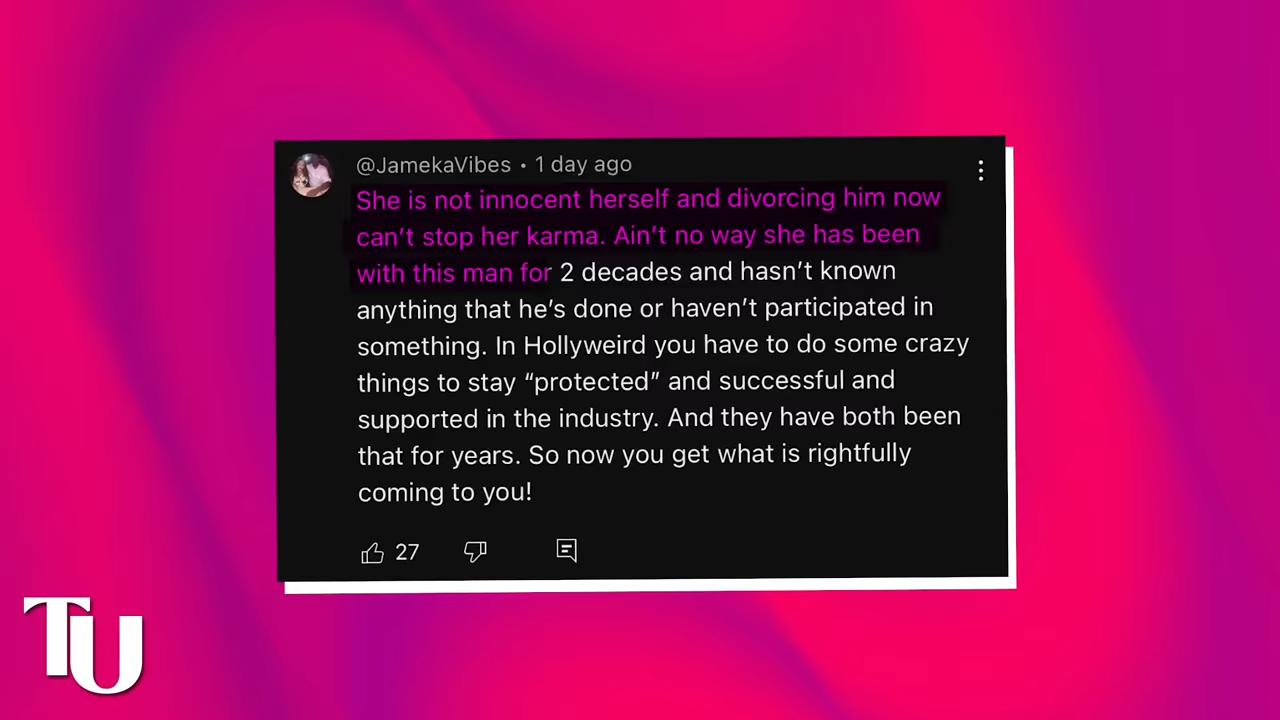 @JamekaVibes • 1 day ago
She is not innocent herself and divorcing him now
can’t stop her karma. Ain’t no way she has been
with this man for 2 decades and hasn’t known
anything that he’s done or haven’t participated in
something. In Hollyweird you have to do some crazy
things to stay “protected” and successful and
supported in the industry. And they have both been
that for years. So now you get what is rightfully
coming to you!
27
TU